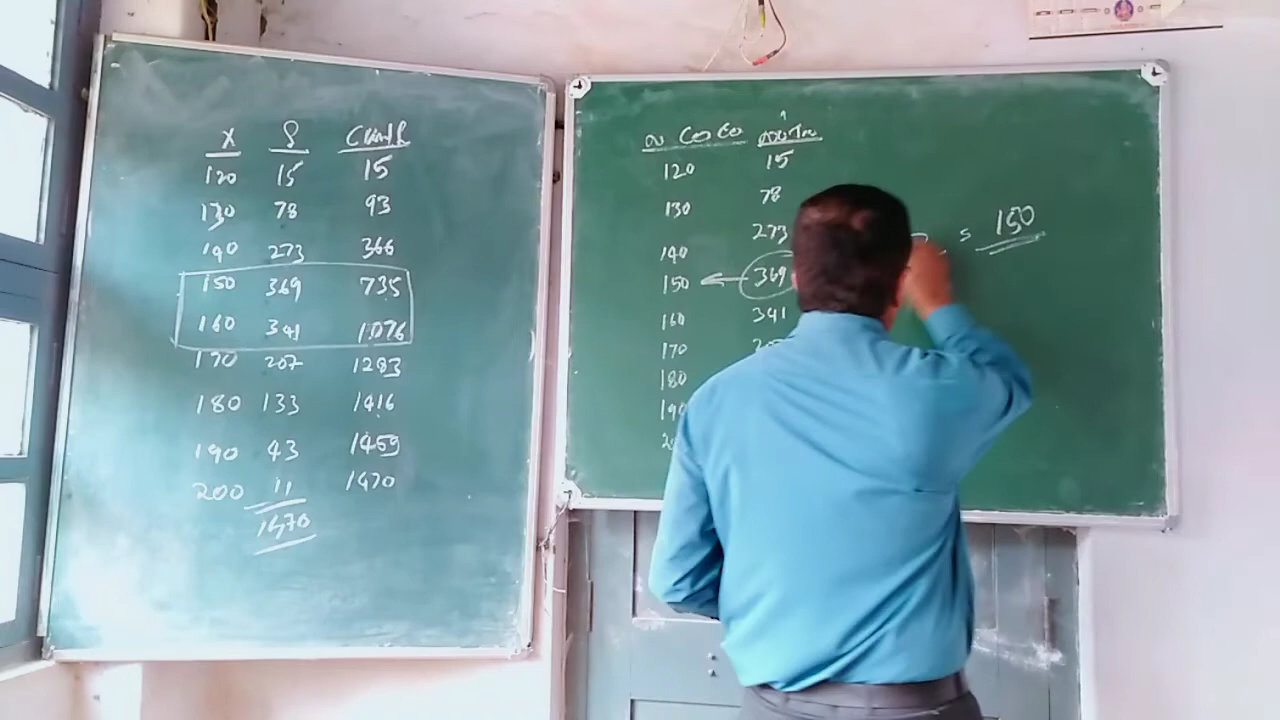 X f Cumf
120 15 15
130 78 93
140 273 366
150 369 735
160 341 1076
170 207 1283
180 133 1416
190 43 1459
200 11 1470
1470
120 15
130 78
140 273
150 369
160 341
170
180
190
= 150